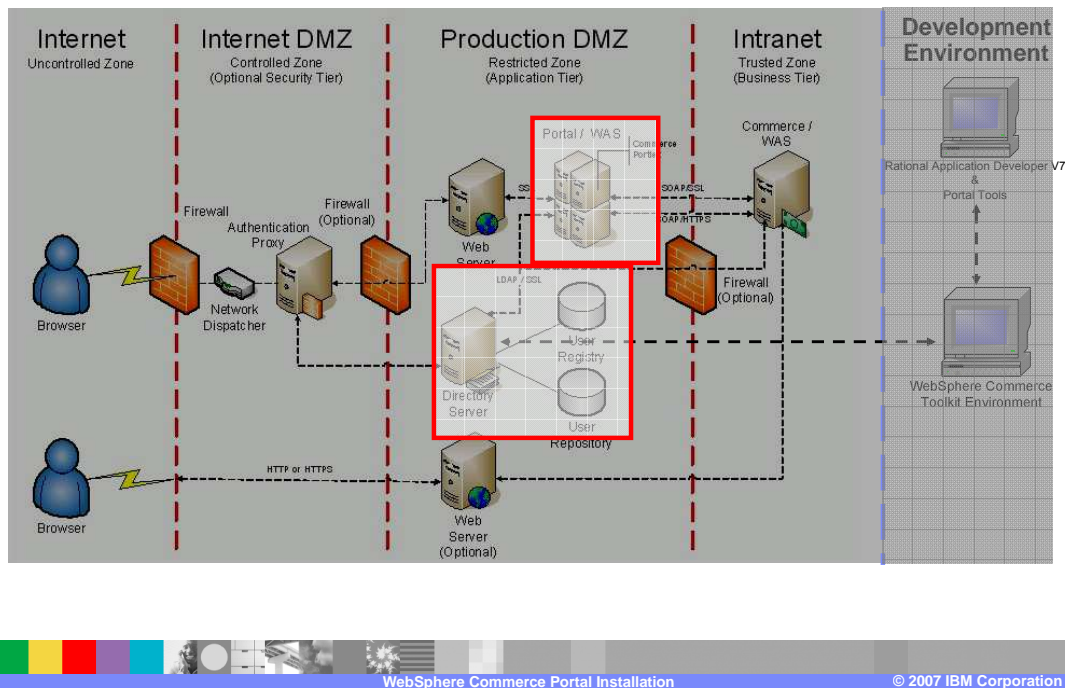 Internet
Uncontrolled Zone
Internet DMZ
Controlled Zone
(Optional Security Tier)
Production DMZ
Restricted Zone
(Application Tier)
Intranet
Trusted Zone
(Business Tier)
Development
Environment
Portal / WAS
Commerce
Portlet
Commerce /
WAS
Rational Application Developer V7
&
Portal Tools
SOAP/SSL
Firewall
Firewall
(Optional)
Authentication
Proxy
Web
Server
LDAP / SSL
Firewall
(Optional)
Network
Dispatcher
Browser
User
Registry
Directory
Server
WebSphere Commerce
Toolkit Environment
User
Repository
HTTP or HTTPS
Browser
Web
Server
(Optional)
WebSphere Commerce Portal Installation
© 2007 IBM Corporation